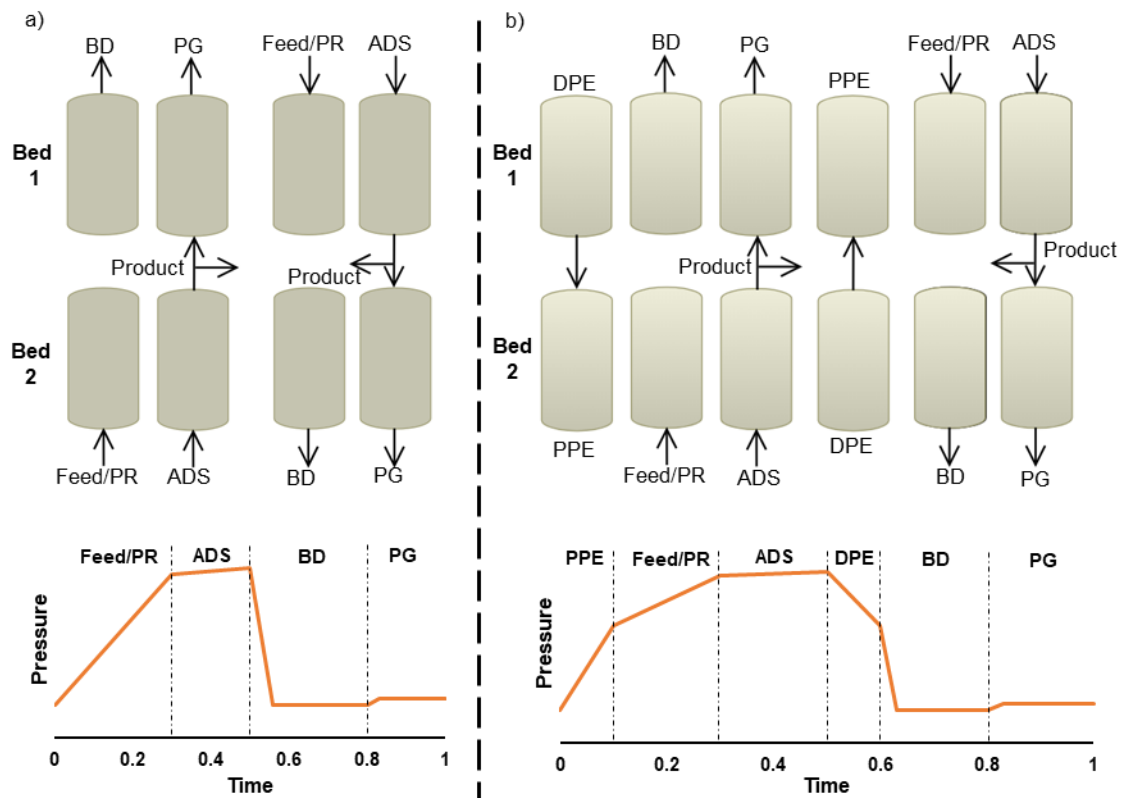 a)
BD PG Feed/PR ADS
Bed
1
Product Product
Bed
2
Feed/PR ADS BD PG
Feed/PR ADS BD PG
Pressure
0 0.2 0.4 0.6 0.8 1
Time
b)
DPE BD PG PPE Feed/PR ADS
Bed
1
Product Product
Bed
2
PPE Feed/PR ADS DPE BD PG
PPE Feed/PR ADS DPE BD PG
Pressure
0 0.2 0.4 0.6 0.8 1
Time